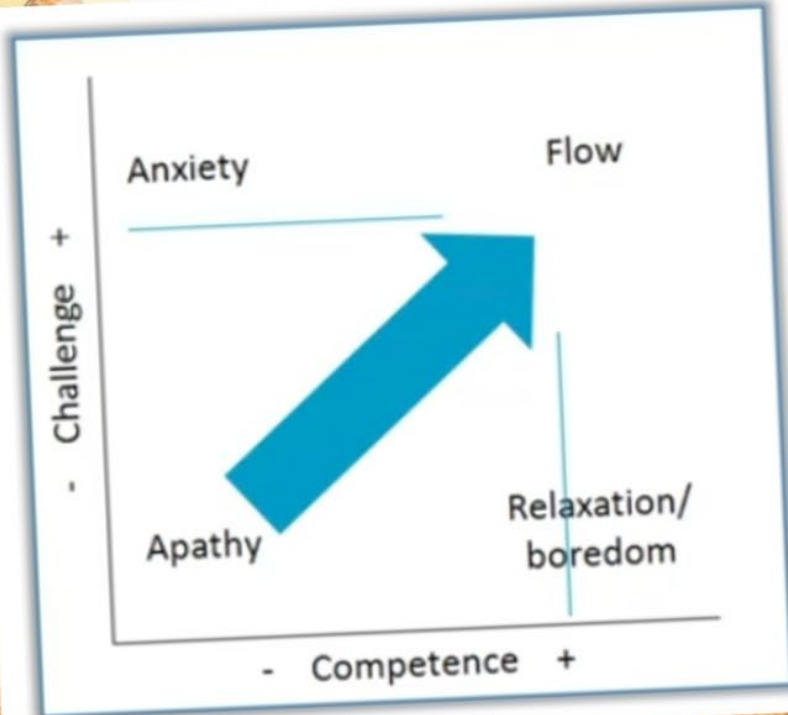 Anxiety
Flow
- Challenge +
Apathy
Relaxation/
boredom
- Competence +